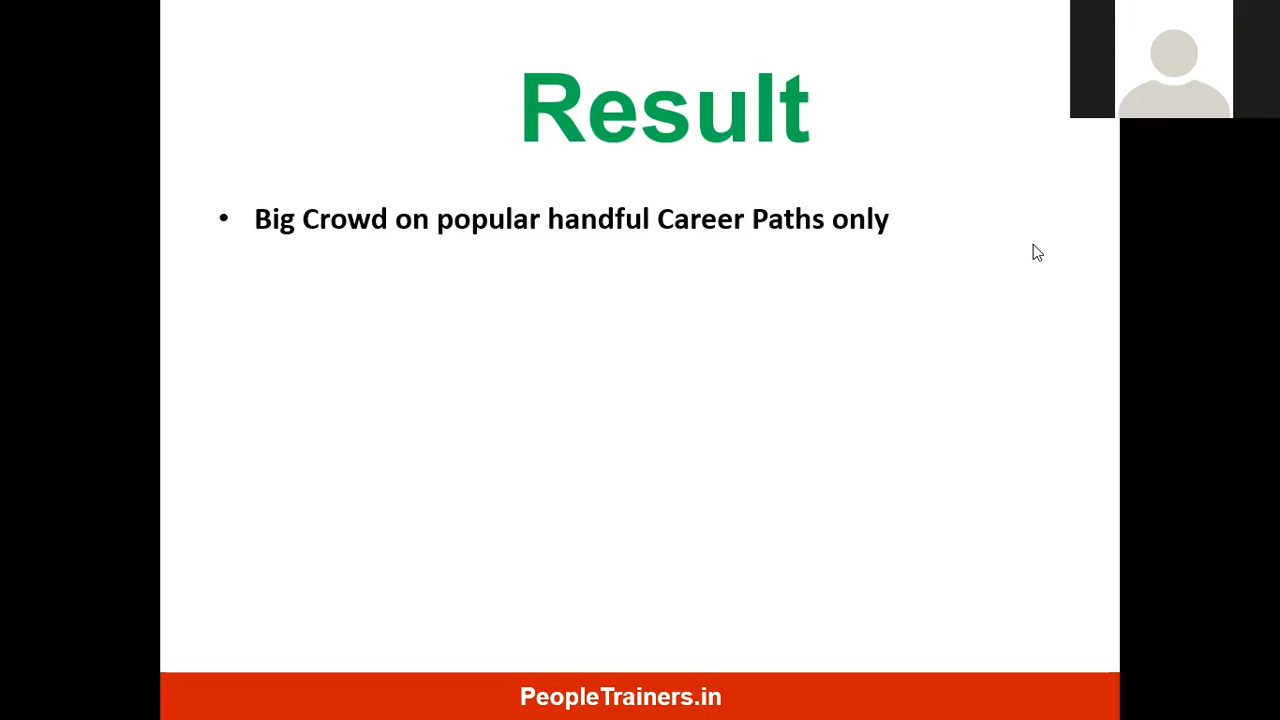 Result
• Big Crowd on popular handful Career Paths only
PeopleTrainers.in